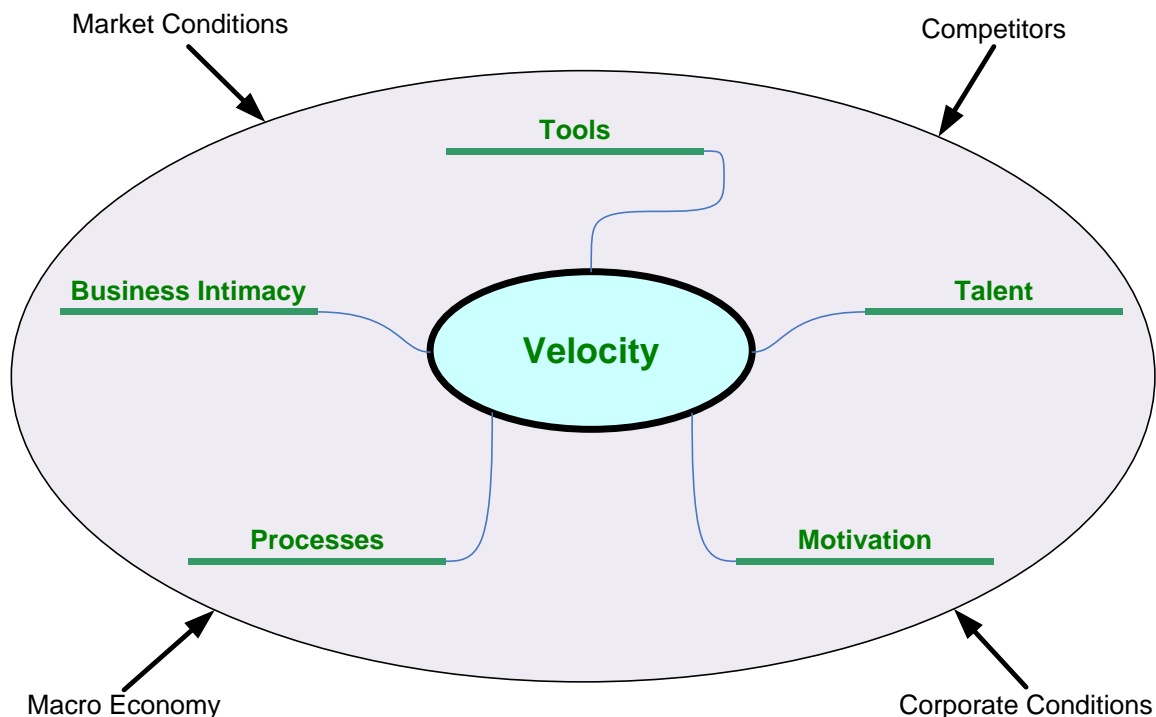 Market Conditions
Competitors
Tools
Business Intimacy
Talent
Velocity
Processes
Motivation
Macro Economy
Corporate Conditions